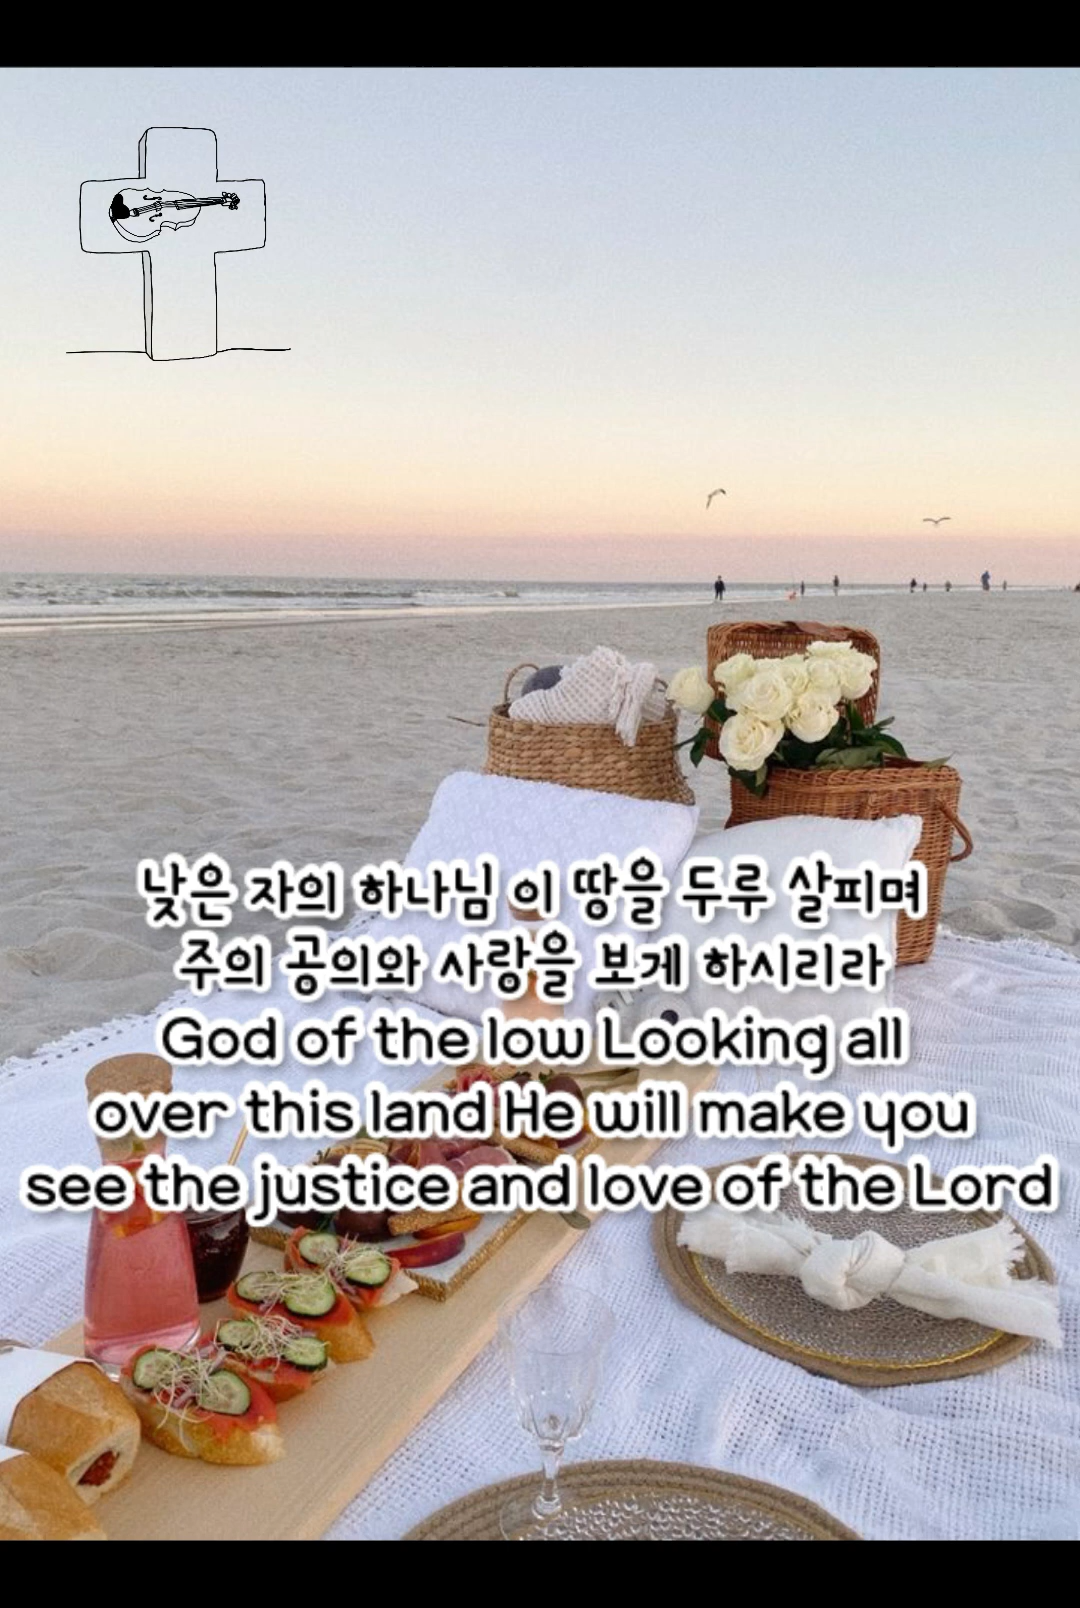 낮은 자의 하나님 이 땅을 두루 살피며
주의 공의와 사랑을 보게 하시리라
God of the low Looking all
over this land He will make you
see the justice and love of the Lord